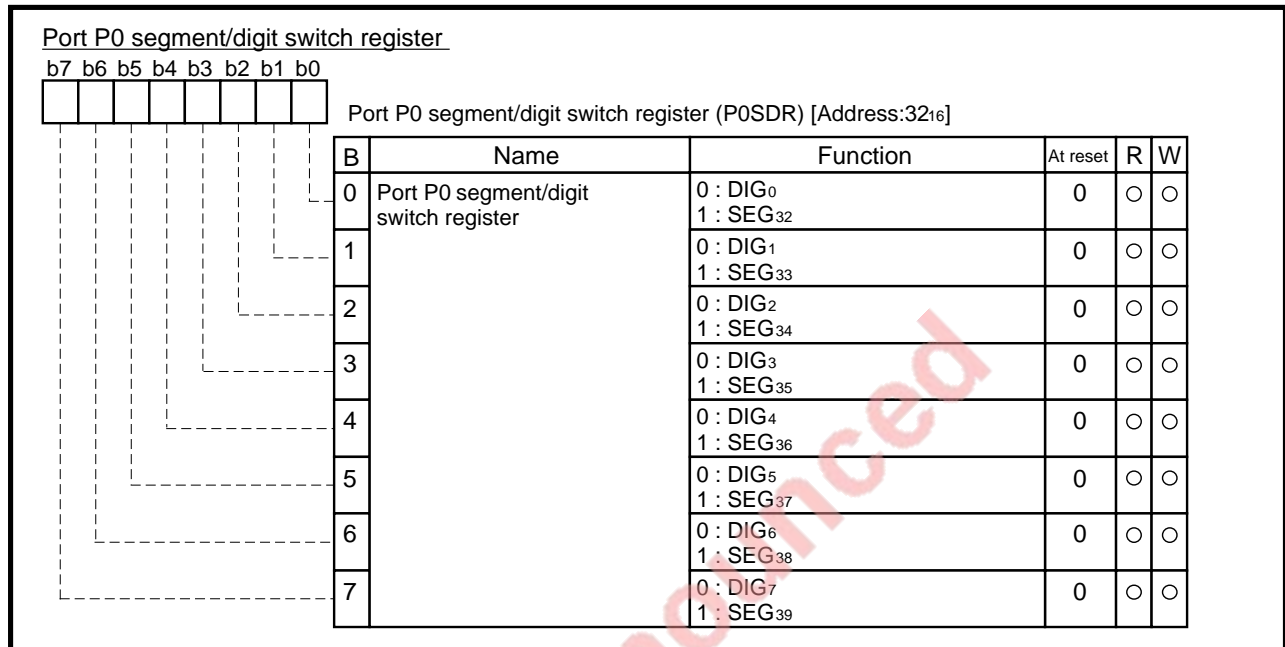 Port P0 segment/digit switch register
b7 b6 b5 b4 b3 b2 b1 b0
Port P0 segment/digit switch register (P0SDR) [Address:3216]
B Name Function At reset R W
0 Port P0 segment/digit switch register 0 : DIG0 0 ○ ○
1 : SEG32
1 0 : DIG1 0 ○ ○
1 : SEG33
2 0 : DIG2 0 ○ ○
1 : SEG34
3 0 : DIG3 0 ○ ○
1 : SEG35
4 0 : DIG4 0 ○ ○
1 : SEG36
5 0 : DIG5 0 ○ ○
1 : SEG37
6 0 : DIG6 0 ○ ○
1 : SEG38
7 0 : DIG7 0 ○ ○
1 : SEG39
ounced